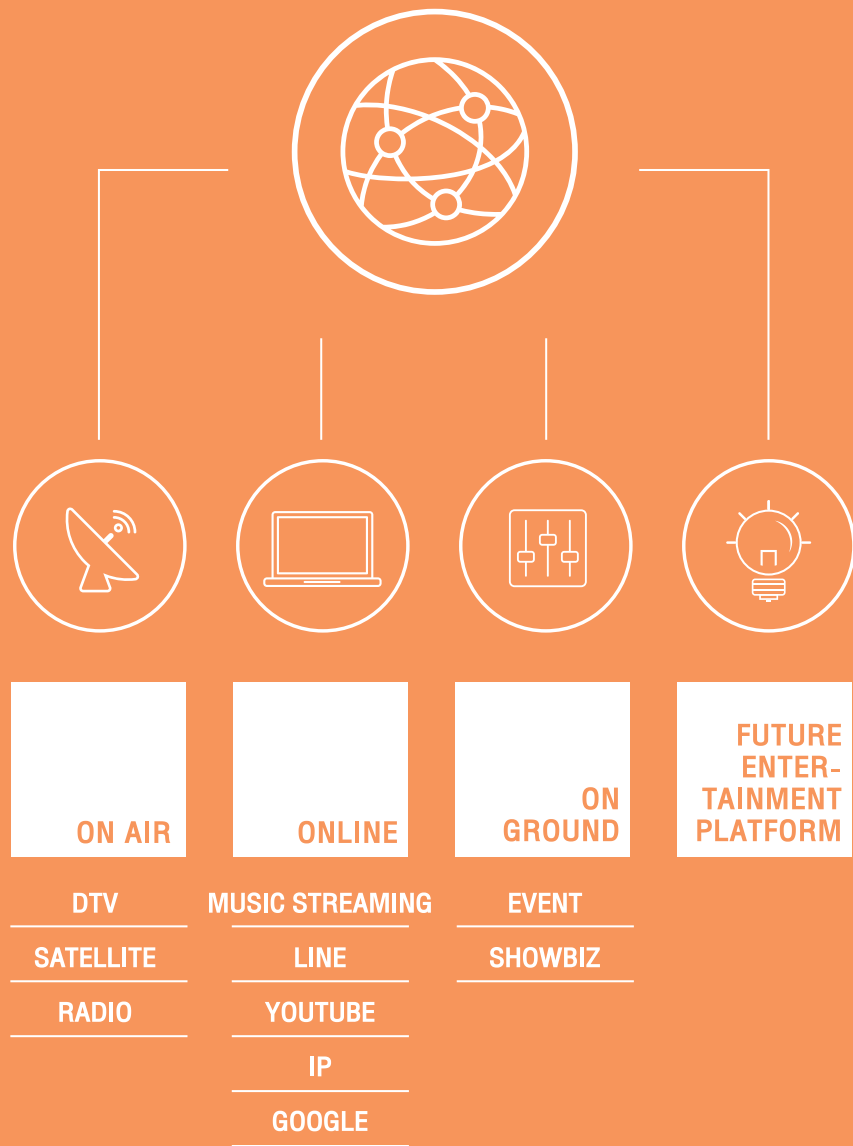 ON AIR
DTV
SATELLITE
RADIO
ONLINE
MUSIC STREAMING
LINE
YOUTUBE
IP
GOOGLE
ON
GROUND
EVENT
SHOWBIZ
FUTURE
ENTER-
TAINMENT
PLATFORM